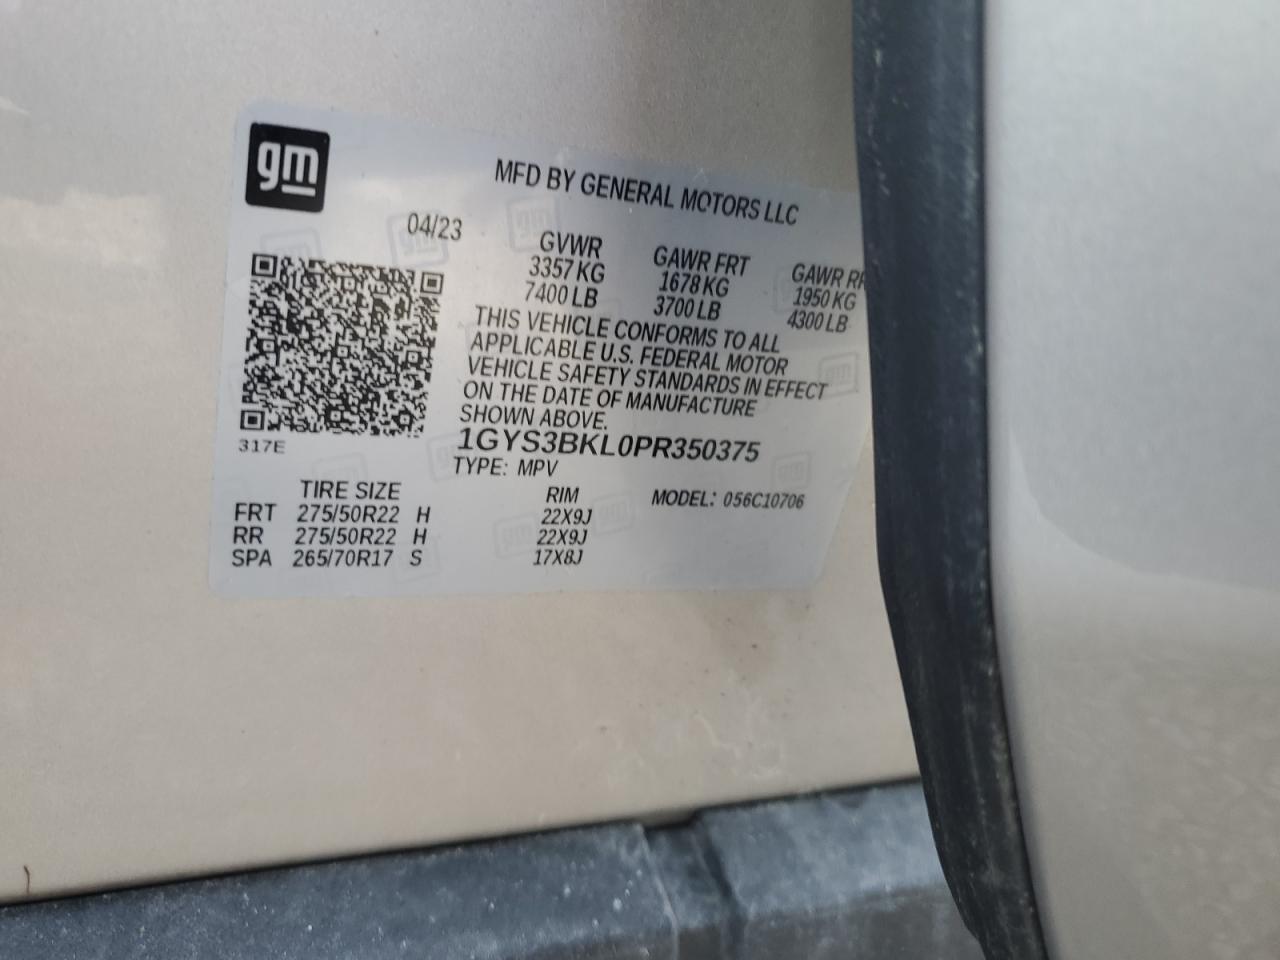 gm
MFD BY GENERAL MOTORS LLC
04/23
GVWR GAWR FRT GAWR RR
3357 KG 1678 KG 1950 KG
7400 LB 3700 LB 4300 LB
THIS VEHICLE CONFORMS TO ALL
APPLICABLE U.S. FEDERAL MOTOR
VEHICLE SAFETY STANDARDS IN EFFECT
ON THE DATE OF MANUFACTURE
SHOWN ABOVE.
317E
1GYS3BKL0PR350375
TYPE: MPV
TIRE SIZE RIM MODEL: 056C10706
FRT 275/50R22 H 22X9J
RR 275/50R22 H 22X9J
SPA 265/70R17 S 17X8J